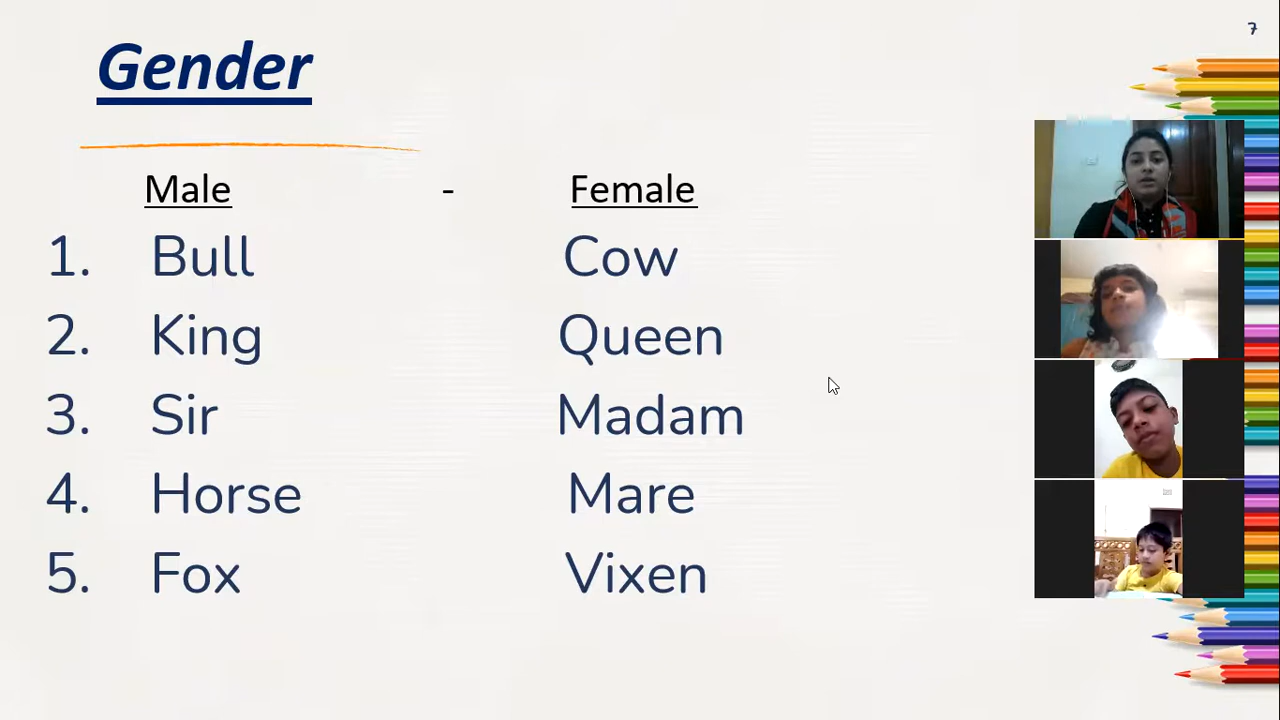 7
Gender
Male - Female
1. Bull Cow
2. King Queen
3. Sir Madam
4. Horse Mare
5. Fox Vixen